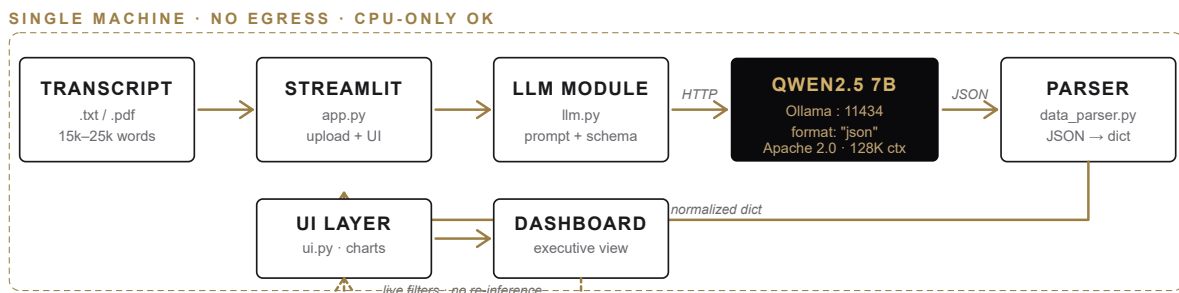 SINGLE MACHINE · NO EGRESS · CPU-ONLY OK
TRANSCRIPT
.txt / .pdf
15k–25k words
STREAMLIT
app.py
upload + UI
LLM MODULE
llm.py
prompt + schema
HTTP
QWEN2.5 7B
Ollama : 11434
format: "json"
Apache 2.0 · 128K ctx
JSON
PARSER
data_parser.py
JSON → dict
UI LAYER
ui.py · charts
DASHBOARD
executive view
normalized dict
live filters · no re-inference